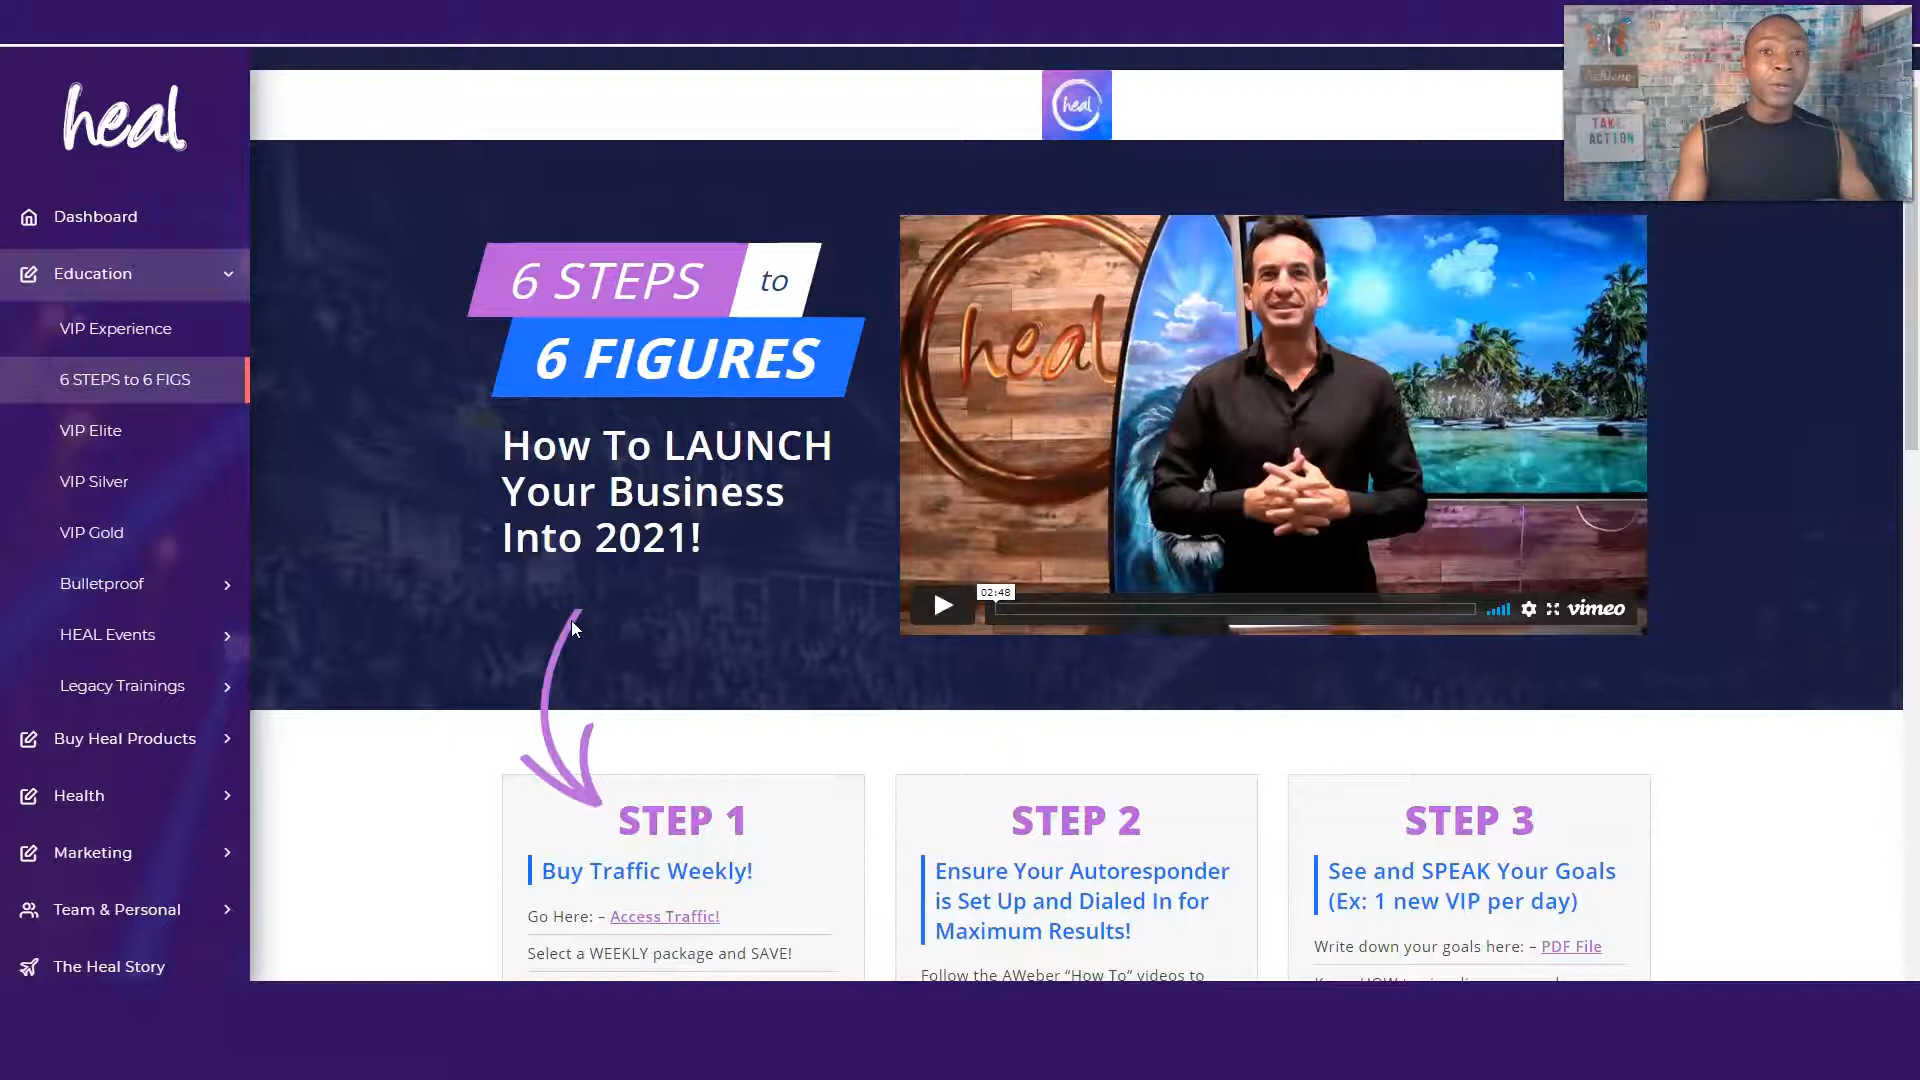 heal
Dashboard
Education
VIP Experience
6 STEPS to 6 FIGS
VIP Elite
VIP Silver
VIP Gold
Bulletproof
HEAL Events
Legacy Trainings
Buy Heal Products
Health
Marketing
Team & Personal
The Heal Story
heal
6 STEPS to
6 FIGURES
How To LAUNCH
Your Business
Into 2021!
heal
02:48
vimeo
Achieve
TAK
ACTION
STEP 1
Buy Traffic Weekly!
Go Here: – Access Traffic!
Select a WEEKLY package and SAVE!
STEP 2
Ensure Your Autoresponder
is Set Up and Dialed In for
Maximum Results!
Follow the AWeber “How To” videos to
STEP 3
See and SPEAK Your Goals
(Ex: 1 new VIP per day)
Write down your goals here: – PDF File